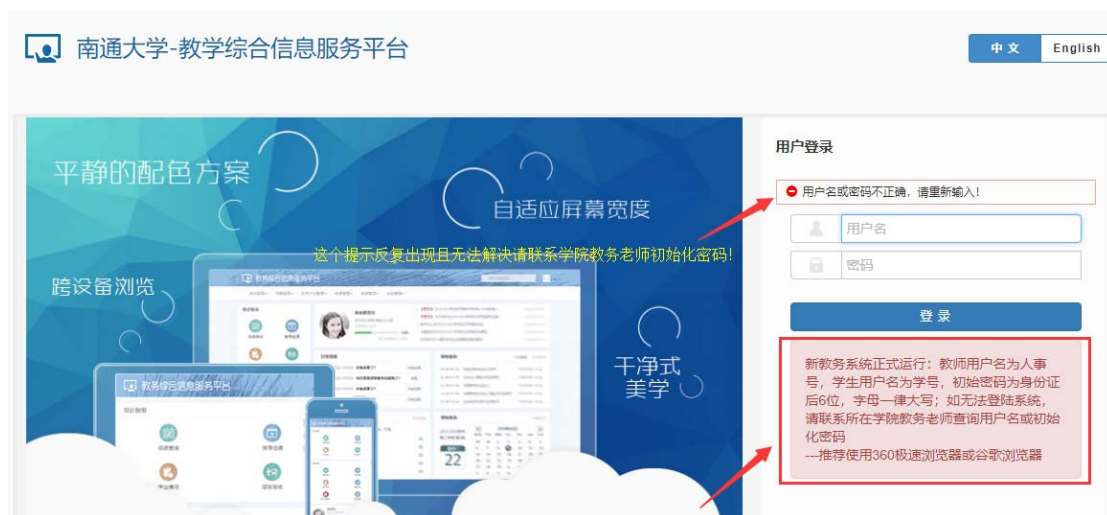 南通大学-教学综合信息服务平台
中文
English
平静的配色方案
自适应屏幕宽度
这个提示反复出现且无法解决请联系学院教务老师初始化密码！
跨设备浏览
干净式
美学
教务综合信息服务平台
22
用户登录
用户名或密码不正确，请重新输入！
用户名
密码
登 录
新教务系统正式运行：教师用户名为人事
号，学生用户名为学号，初始密码为身份证
后6位，字母一律大写；如无法登陆系统，
请联系所在学院教务老师查询用户名或初始
化密码
---推荐使用360极速浏览器或谷歌浏览器